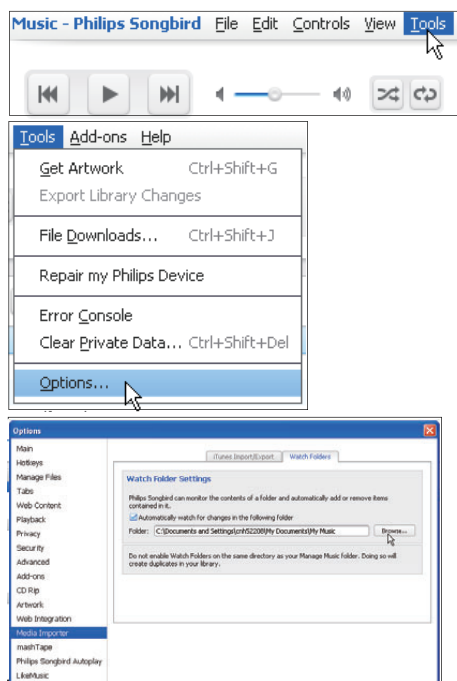 Music - Philips Songbird File Edit Controls View Tools
Tools Add-ons Help
Get Artwork Ctrl+Shift+G
Export Library Changes
File Downloads... Ctrl+Shift+J
Repair my Philips Device
Error Console
Clear Private Data... Ctrl+Shift+Del
Options...
Options
Main
Hotkeys
Manage Files
Tabs
Web Content
Playback
Privacy
Security
Advanced
Add-ons
CD Rip
Artwork
Web Integration
Media Importer
mashTape
Philips Songbird Autoplay
LikeMusic
iTunes Import/Export Watch Folders
Watch Folder Settings
Philips Songbird can monitor the contents of a folder and automatically add or remove items
contained in it.
Automatically watch for changes in the following folder
Folder: C:\Documents and Settings\cnh52208\My Documents\My Music Browse...
Do not enable Watch Folders on the same directory as your Manage Music folder. Doing so will
create duplicates in your library.